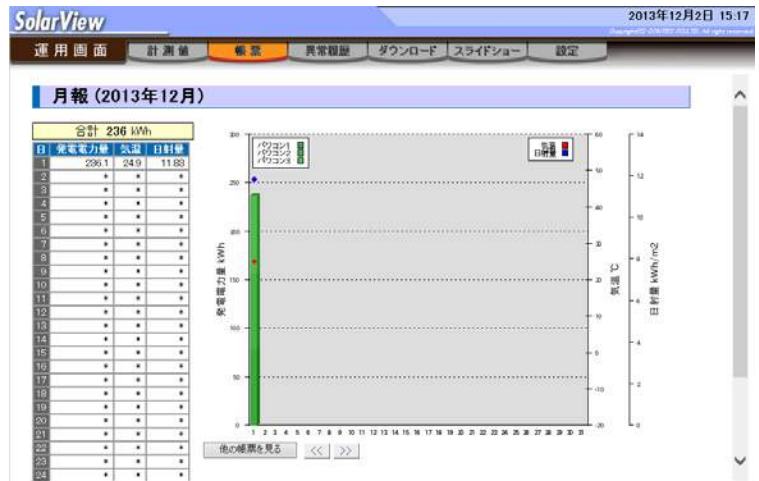 SolarView
2013年12月2日 15:17
運用画面 計測値 帳票 異常履歴 ダウンロード スライドショー 設定
月報 (2013年12月)
合計 236 kWh
日 発電電力量 気温 日射量
1 236.1 24.9 11.83
2 * * *
3 * * *
4 * * *
5 * * *
6 * * *
7 * * *
8 * * *
9 * * *
10 * * *
11 * * *
12 * * *
13 * * *
14 * * *
15 * * *
16 * * *
17 * * *
18 * * *
19 * * *
20 * * *
21 * * *
22 * * *
23 * * *
24 * * *
パワコン1
パワコン2
パワコン3
気温
日射量
発電電力量 kWh
300
250
200
150
100
50
0
気温 ℃
60
50
40
30
20
10
0
-10
-20
日射量 kWh/m2
14
12
10
8
6
4
2
0
1 2 3 4 5 6 7 8 9 10 11 12 13 14 15 16 17 18 19 20 21 22 23 24 25 26 27 28 29 30 31
他の帳票を見る << >>